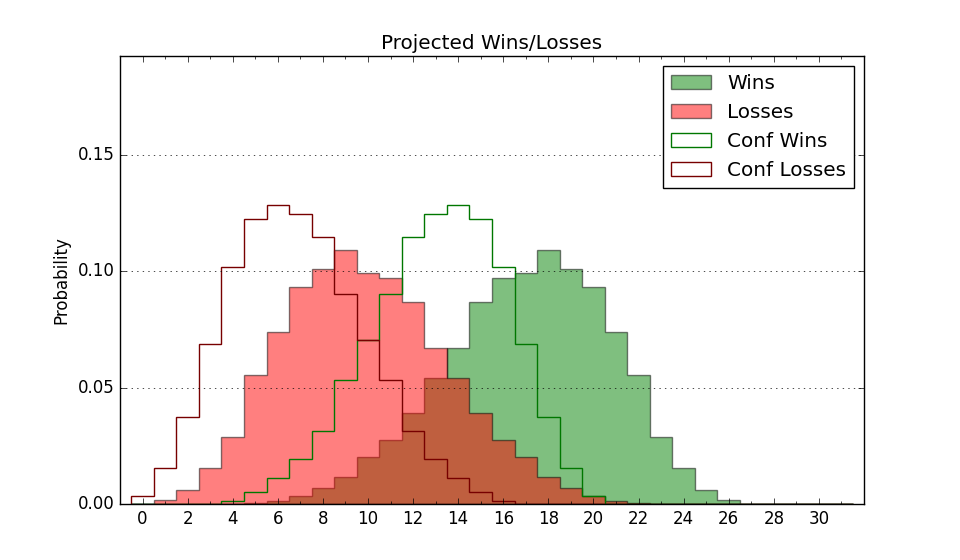 Projected Wins/Losses
Wins
Losses
Conf Wins
Conf Losses
Probability
0.15
0.10
0.05
0.00
0 2 4 6 8 10 12 14 16 18 20 22 24 26 28 30